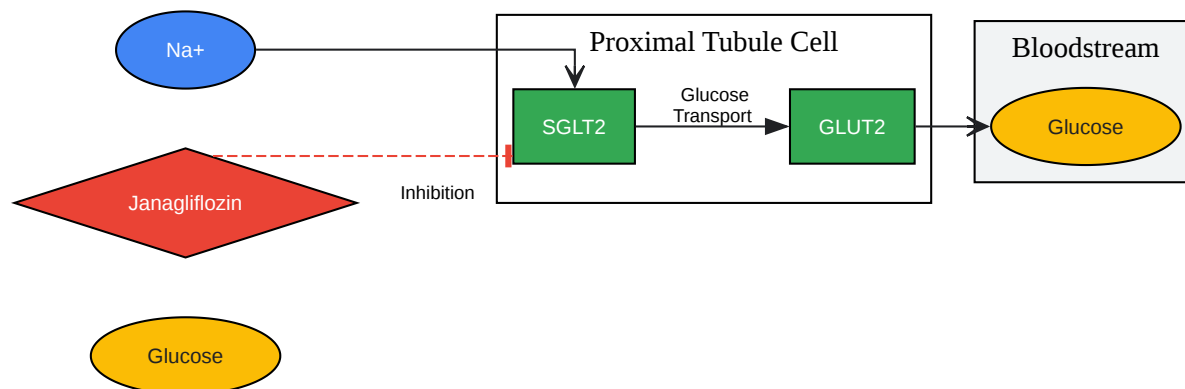 Na+
Proximal Tubule Cell
Bloodstream
SGLT2
Glucose
Transport
GLUT2
Glucose
Janagliflozin
Inhibition
Glucose